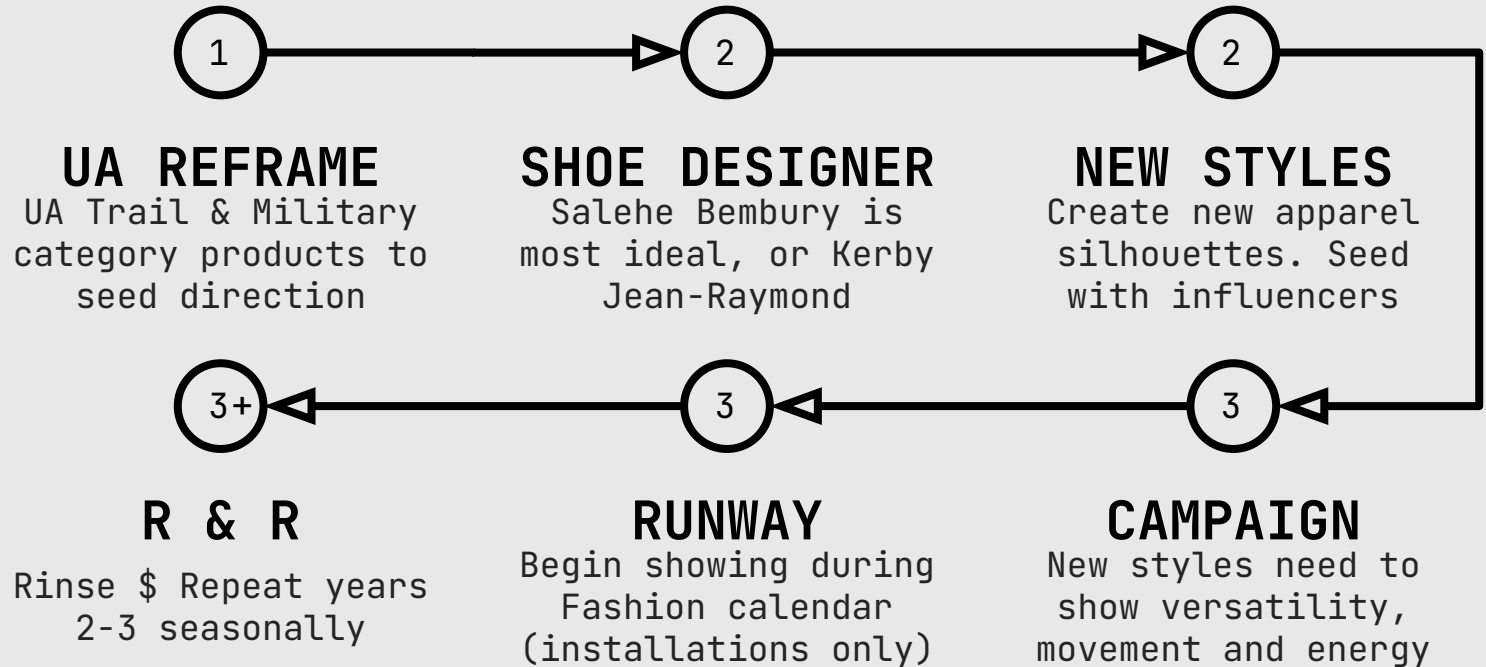 1
2
2
UA REFRAME
UA Trail & Military
category products to
seed direction
SHOE DESIGNER
Salehe Bembury is
most ideal, or Kerby
Jean-Raymond
NEW STYLES
Create new apparel
silhouettes. Seed
with influencers
3+
3
3
R & R
Rinse $ Repeat years
2-3 seasonally
RUNWAY
Begin showing during
Fashion calendar
(installations only)
CAMPAIGN
New styles need to
show versatility,
movement and energy